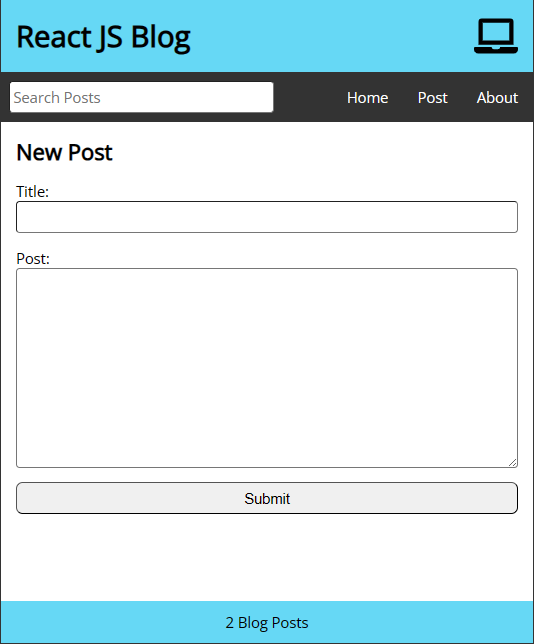 React JS Blog
Search Posts
Home Post About
New Post
Title:
Post:
Submit
2 Blog Posts